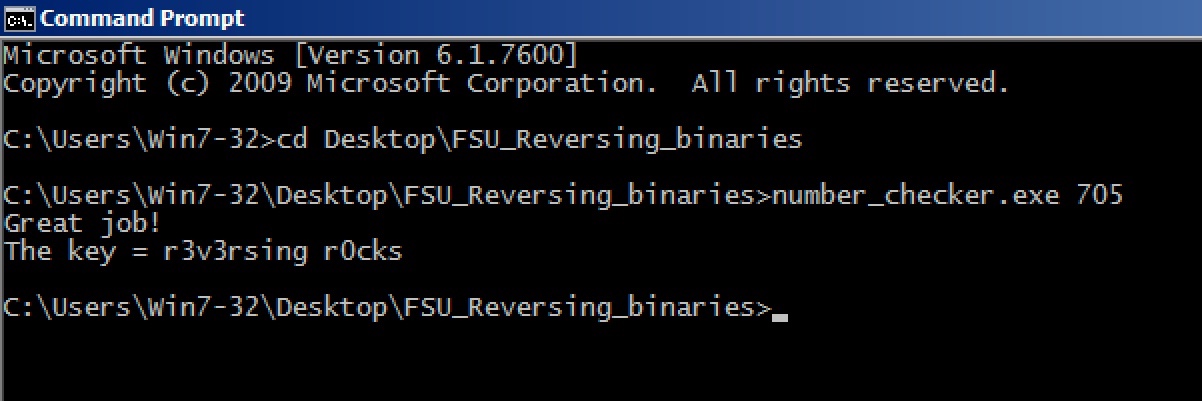 C:\. Command Prompt
Microsoft Windows [Version 6.1.7600]
Copyright (c) 2009 Microsoft Corporation.  All rights reserved.
C:\Users\Win7-32>cd Desktop\FSU_Reversing_binaries
C:\Users\Win7-32\Desktop\FSU_Reversing_binaries>number_checker.exe 705
Great job!
The key = r3v3rsing r0cks
C:\Users\Win7-32\Desktop\FSU_Reversing_binaries>_